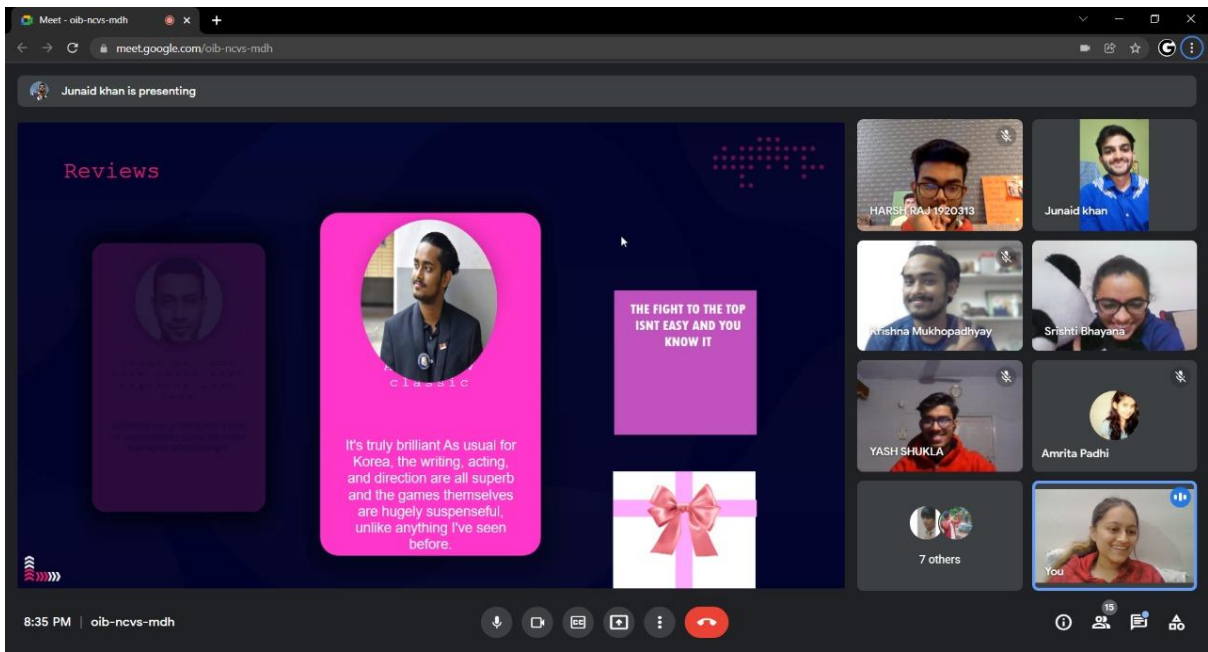 Meet - oib-ncvs-mdh
meet.google.com/oib-ncvs-mdh
Junaid khan is presenting
Reviews
classic
It's truly brilliant As usual for
Korea, the writing, acting,
and direction are all superb
and the games themselves
are hugely suspenseful,
unlike anything I've seen
before.
THE FIGHT TO THE TOP
ISNT EASY AND YOU
KNOW IT
HARSH RAJ 1920313
Junaid khan
Krishna Mukhopadhyay
Srishti Bhayana
YASH SHUKLA
Amrita Padhi
7 others
You
8:35 PM | oib-ncvs-mdh
CC
15